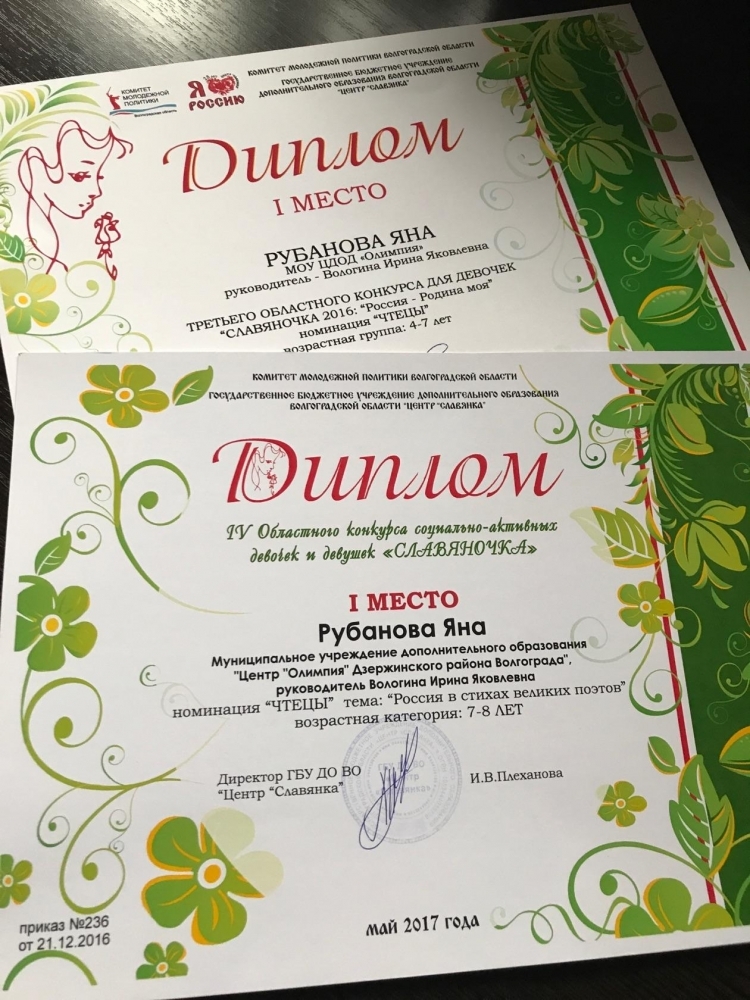 КОМИТЕТ
МОЛОДЕЖНОЙ
ПОЛИТИКИ
Волгоградская область
Я
РОССИЮ
КОМИТЕТ МОЛОДЕЖНОЙ ПОЛИТИКИ ВОЛГОГРАДСКОЙ ОБЛАСТИ
ГОСУДАРСТВЕННОЕ БЮДЖЕТНОЕ УЧРЕЖДЕНИЕ
ДОПОЛНИТЕЛЬНОГО ОБРАЗОВАНИЯ ВОЛГОГРАДСКОЙ ОБЛАСТИ
"ЦЕНТР "СЛАВЯНКА"
Диплом
I МЕСТО
РУБАНОВА ЯНА
МОУ ЦДОД «Олимпия»
руководитель - Вологина Ирина Яковлевна
ТРЕТЬЕГО ОБЛАСТНОГО КОНКУРСА ДЛЯ ДЕВОЧЕК
"СЛАВЯНОЧКА 2016: "Россия - Родина моя"
номинация "ЧТЕЦЫ"
возрастная группа: 4-7 лет
КОМИТЕТ МОЛОДЕЖНОЙ ПОЛИТИКИ ВОЛГОГРАДСКОЙ ОБЛАСТИ
ГОСУДАРСТВЕННОЕ БЮДЖЕТНОЕ УЧРЕЖДЕНИЕ ДОПОЛНИТЕЛЬНОГО ОБРАЗОВАНИЯ
ВОЛГОГРАДСКОЙ ОБЛАСТИ "ЦЕНТР "СЛАВЯНКА"
Диплом
IV Областного конкурса социально-активных
девочек и девушек «СЛАВЯНОЧКА»
I МЕСТО
Рубанова Яна
Муниципальное учреждение дополнительного образования
"Центр "Олимпия" Дзержинского района Волгограда",
руководитель Вологина Ирина Яковлевна
номинация "ЧТЕЦЫ" тема: "Россия в стихах великих поэтов"
возрастная категория: 7-8 ЛЕТ
Директор ГБУ ДО ВО
"Центр "Славянка"
И.В.Плеханова
приказ №236
от 21.12.2016
май 2017 года